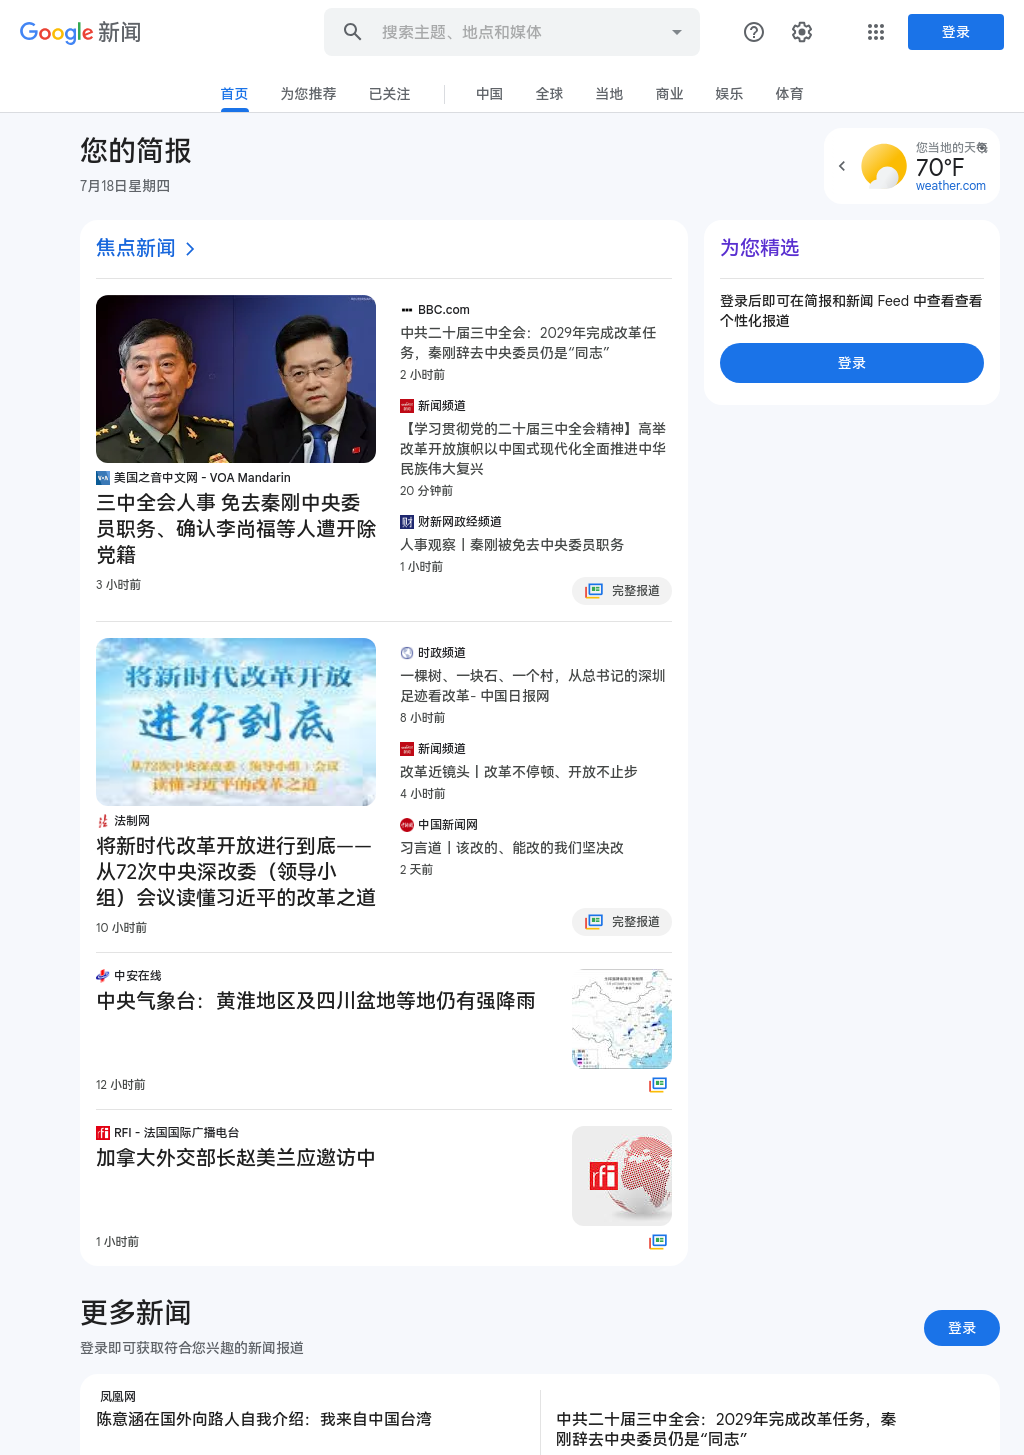 Google 新闻
搜索主题、地点和媒体
登录
首页
为您推荐
已关注
中国
全球
当地
商业
娱乐
体育
您的简报
7月18日星期四
您当地的天气
70°F
weather.com
焦点新闻
为您精选
登录后即可在简报和新闻 Feed 中查看查看
个性化报道
登录
美国之音中文网 - VOA Mandarin
三中全会人事 免去秦刚中央委
员职务、确认李尚福等人遭开除
党籍
3 小时前
BBC.com
中共二十届三中全会：2029年完成改革任
务，秦刚辞去中央委员仍是“同志”
2 小时前
新闻频道
【学习贯彻党的二十届三中全会精神】高举
改革开放旗帜以中国式现代化全面推进中华
民族伟大复兴
20 分钟前
财新网政经频道
人事观察丨秦刚被免去中央委员职务
1 小时前
完整报道
将新时代改革开放
进行到底
从72次中央深改委（领导小组）会议
读懂习近平的改革之道
法制网
将新时代改革开放进行到底——
从72次中央深改委（领导小
组）会议读懂习近平的改革之道
10 小时前
时政频道
一棵树、一块石、一个村，从总书记的深圳
足迹看改革- 中国日报网
8 小时前
新闻频道
改革近镜头丨改革不停顿、开放不止步
4 小时前
中国新闻网
习言道丨该改的、能改的我们坚决改
2 天前
完整报道
中安在线
中央气象台：黄淮地区及四川盆地等地仍有强降雨
12 小时前
RFI - 法国国际广播电台
加拿大外交部长赵美兰应邀访中
rfi
1 小时前
更多新闻
登录即可获取符合您兴趣的新闻报道
登录
凤凰网
陈意涵在国外向路人自我介绍：我来自中国台湾
中共二十届三中全会：2029年完成改革任务，秦
刚辞去中央委员仍是“同志”